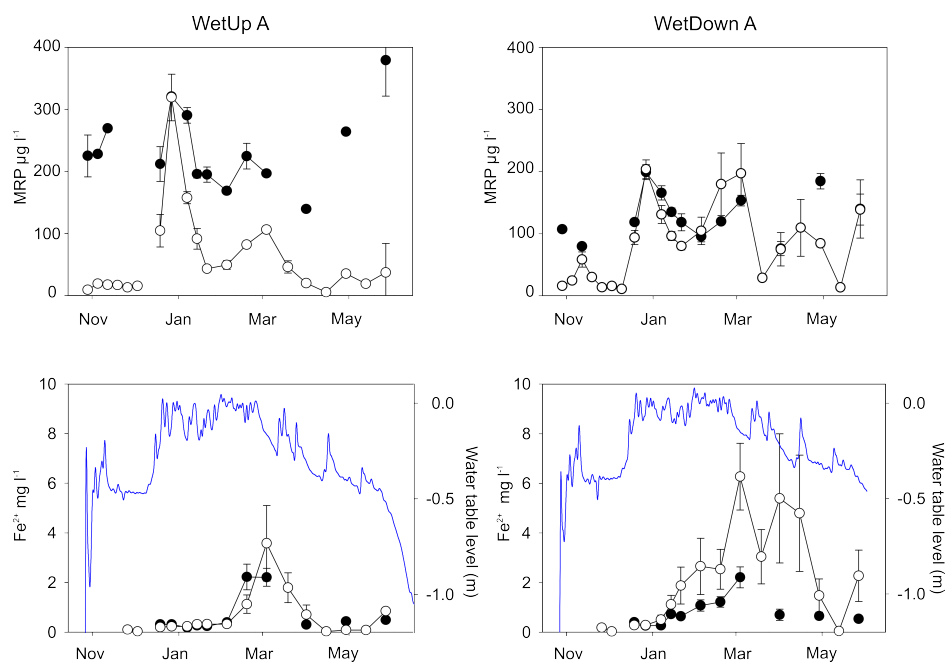 WetUp A
WetDown A
400
300
200
100
0
MRP µg l⁻¹
Nov Jan Mar May
400
300
200
100
0
MRP µg l⁻¹
Nov Jan Mar May
10
8
6
4
2
0
Fe²⁺ mg l⁻¹
0.0
-0.5
-1.0
Water table level (m)
Nov Jan Mar May
10
8
6
4
2
0
Fe²⁺ mg l⁻¹
0.0
-0.5
-1.0
Water table level (m)
Nov Jan Mar May